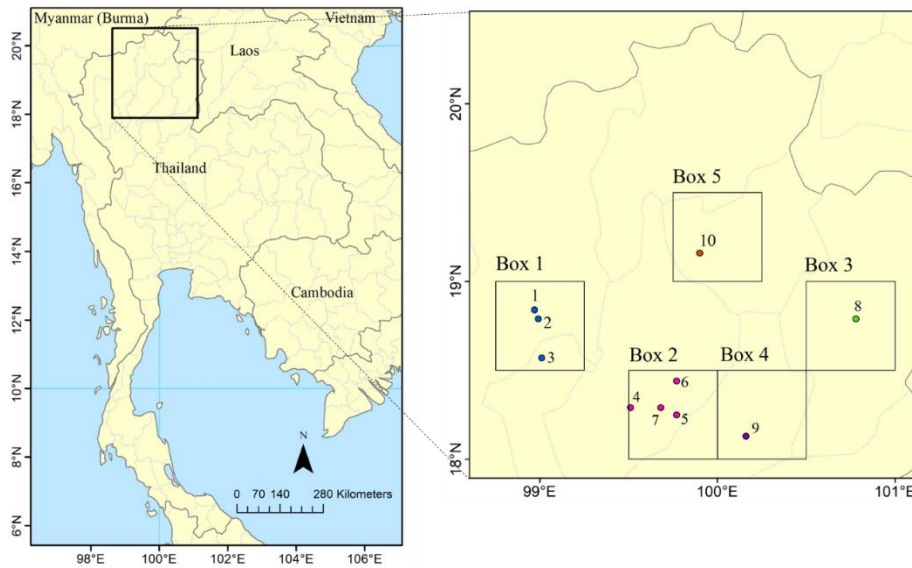 Myanmar (Burma)
Vietnam
Laos
Thailand
Cambodia
N
0 70 140 280 Kilometers
20°N
18°N
16°N
14°N
12°N
10°N
8°N
6°N
98°E 100°E 102°E 104°E 106°E
20°N
19°N
18°N
Box 5
10
Box 1
1
2
3
Box 3
8
Box 2
6
4
7
5
Box 4
9
99°E 100°E 101°E